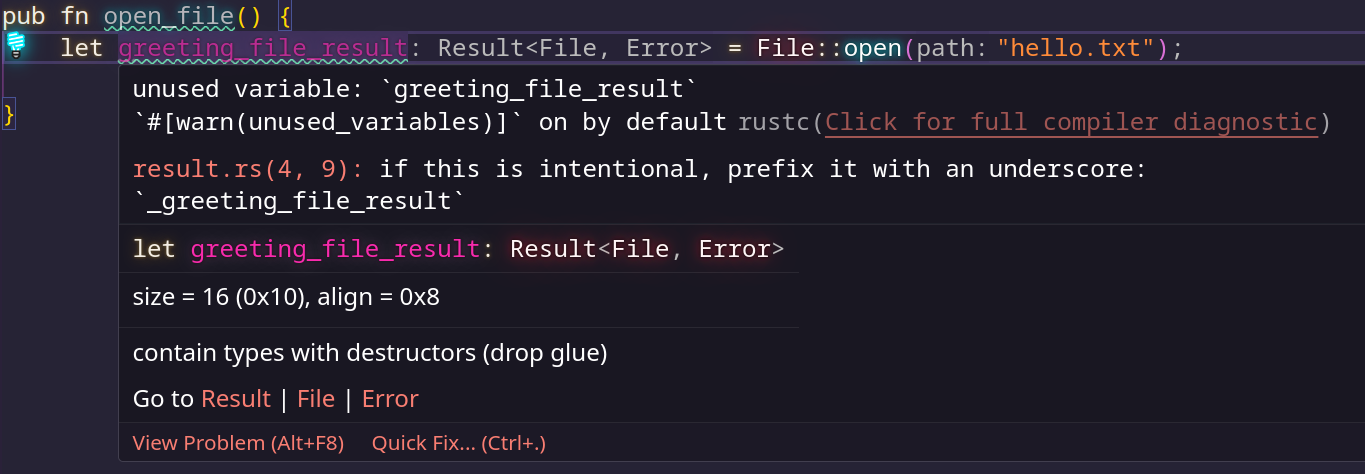 pub fn open_file() {
let greeting_file_result: Result<File, Error> = File::open(path: "hello.txt");
unused variable: `greeting_file_result`
`#[warn(unused_variables)]` on by default rustc(Click for full compiler diagnostic)
}
result.rs(4, 9): if this is intentional, prefix it with an underscore:
`_greeting_file_result`
let greeting_file_result: Result<File, Error>
size = 16 (0x10), align = 0x8
contain types with destructors (drop glue)
Go to Result | File | Error
View Problem (Alt+F8) Quick Fix... (Ctrl+.)